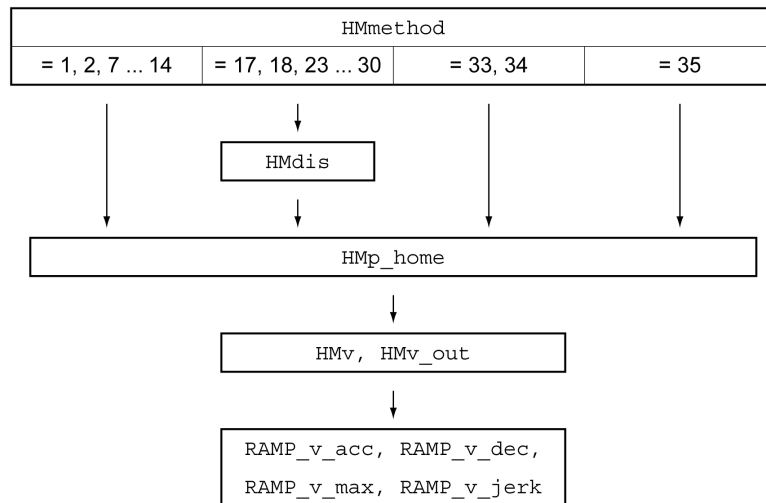 HMmethod
= 1, 2, 7 ... 14
= 17, 18, 23 ... 30
= 33, 34
= 35
HMdis
HMp_home
HMv, HMv_out
RAMP_v_acc, RAMP_v_dec,
RAMP_v_max, RAMP_v_jerk